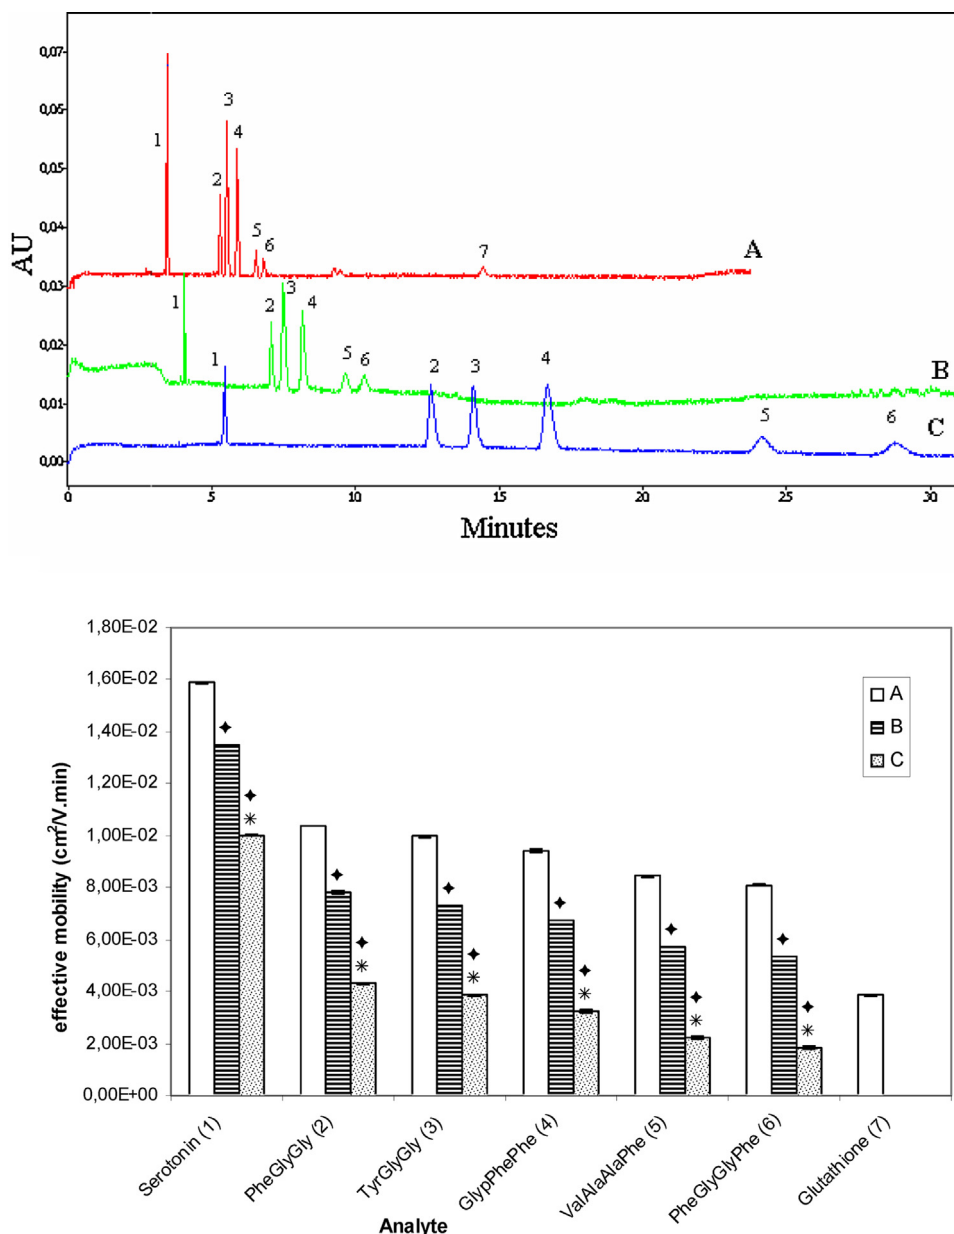 0,07
0,06
0,05
0,04
0,03
0,02
0,01
0,00
AU
1
2
3
4
5
6
7
A
1
2
3
4
5
6
B
1
2
3
4
5
6
C
0
5
10
15
20
25
30
Minutes
1,80E-02
1,60E-02
1,40E-02
1,20E-02
1,00E-02
8,00E-03
6,00E-03
4,00E-03
2,00E-03
0,00E+00
effective mobility (cm²/V.min)
A
B
C
Serotonin (1)
PheGlyGly (2)
TyrGlyGly (3)
GlypPhePhe (4)
ValAlaAlaPhe (5)
PheGlyGlyPhe (6)
Glutathione (7)
Analyte